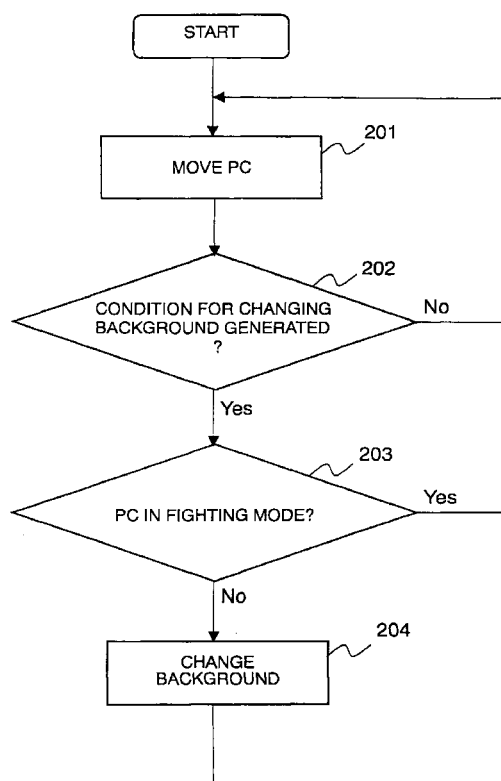 START
201
MOVE PC
202
CONDITION FOR CHANGING
BACKGROUND GENERATED
?
No
Yes
203
PC IN FIGHTING MODE?
Yes
No
204
CHANGE
BACKGROUND